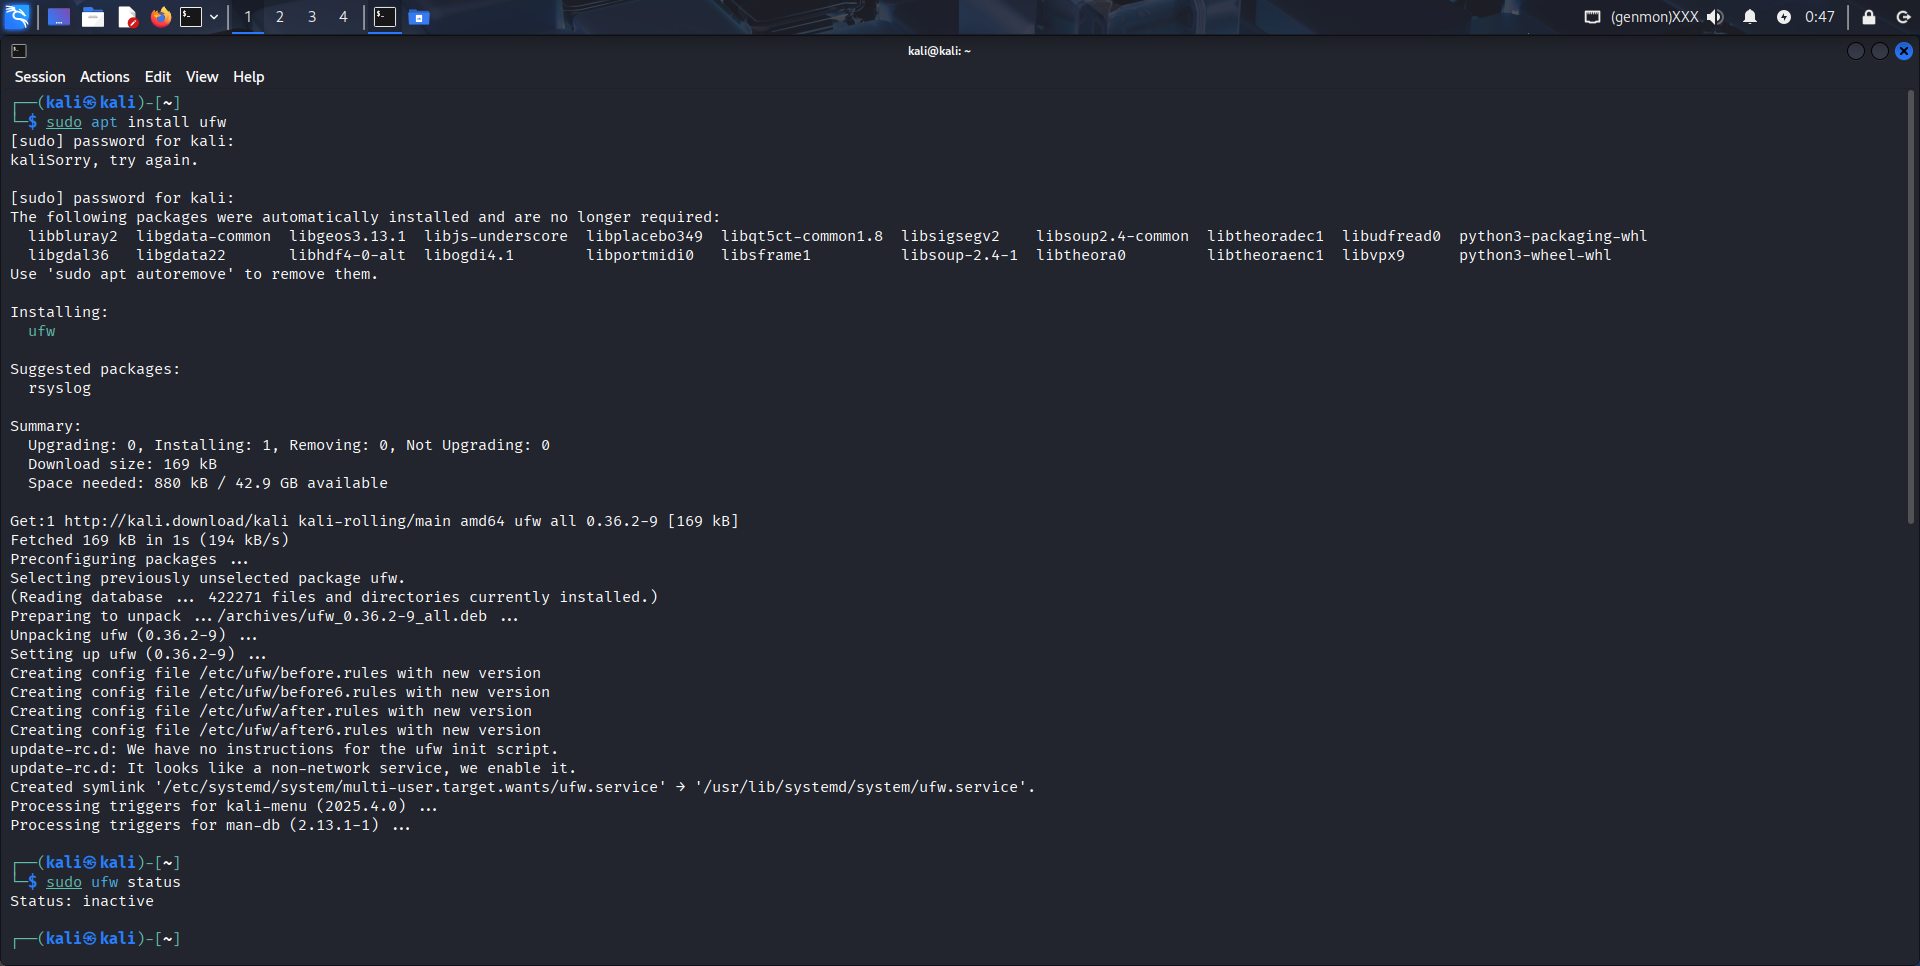 1 2 3 4 (genmon)XXX 0:47
kali@kali: ~
Session Actions Edit View Help
┌──(kali㉿kali)-[~]
└─$ sudo apt install ufw
[sudo] password for kali:
kaliSorry, try again.
[sudo] password for kali:
The following packages were automatically installed and are no longer required:
libbluray2 libgdata-common libgeos3.13.1 libjs-underscore libplacebo349 libqt5ct-common1.8 libsigsegv2 libsoup2.4-common libtheoradec1 libudfread0 python3-packaging-whl
libgdal36 libgdata22 libhdf4-0-alt libogdi4.1 libportmidi0 libsframe1 libsoup-2.4-1 libtheora0 libtheoraenc1 libvpx9 python3-wheel-whl
Use 'sudo apt autoremove' to remove them.
Installing:
ufw
Suggested packages:
rsyslog
Summary:
Upgrading: 0, Installing: 1, Removing: 0, Not Upgrading: 0
Download size: 169 kB
Space needed: 880 kB / 42.9 GB available
Get:1 http://kali.download/kali kali-rolling/main amd64 ufw all 0.36.2-9 [169 kB]
Fetched 169 kB in 1s (194 kB/s)
Preconfiguring packages ...
Selecting previously unselected package ufw.
(Reading database ... 422271 files and directories currently installed.)
Preparing to unpack .../archives/ufw_0.36.2-9_all.deb ...
Unpacking ufw (0.36.2-9) ...
Setting up ufw (0.36.2-9) ...
Creating config file /etc/ufw/before.rules with new version
Creating config file /etc/ufw/before6.rules with new version
Creating config file /etc/ufw/after.rules with new version
Creating config file /etc/ufw/after6.rules with new version
update-rc.d: We have no instructions for the ufw init script.
update-rc.d: It looks like a non-network service, we enable it.
Created symlink '/etc/systemd/system/multi-user.target.wants/ufw.service' → '/usr/lib/systemd/system/ufw.service'.
Processing triggers for kali-menu (2025.4.0) ...
Processing triggers for man-db (2.13.1-1) ...
┌──(kali㉿kali)-[~]
└─$ sudo ufw status
Status: inactive
┌──(kali㉿kali)-[~]